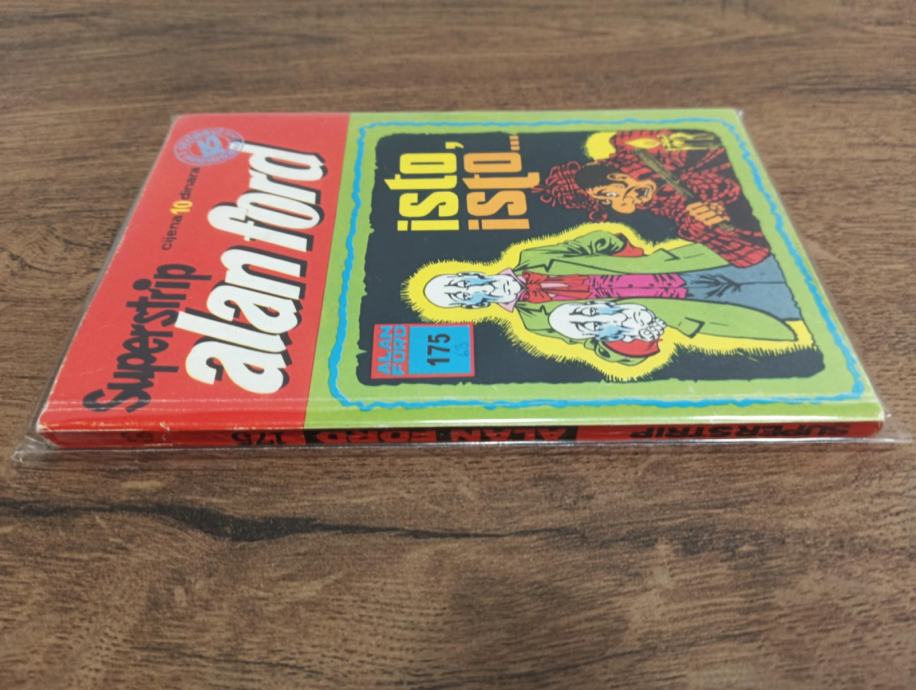 Superstrip
cijena 10 dinara
alan ford
isto,
isto...
ALAN
FORD
175
ALAN FORD 175
SUPERSTRIP